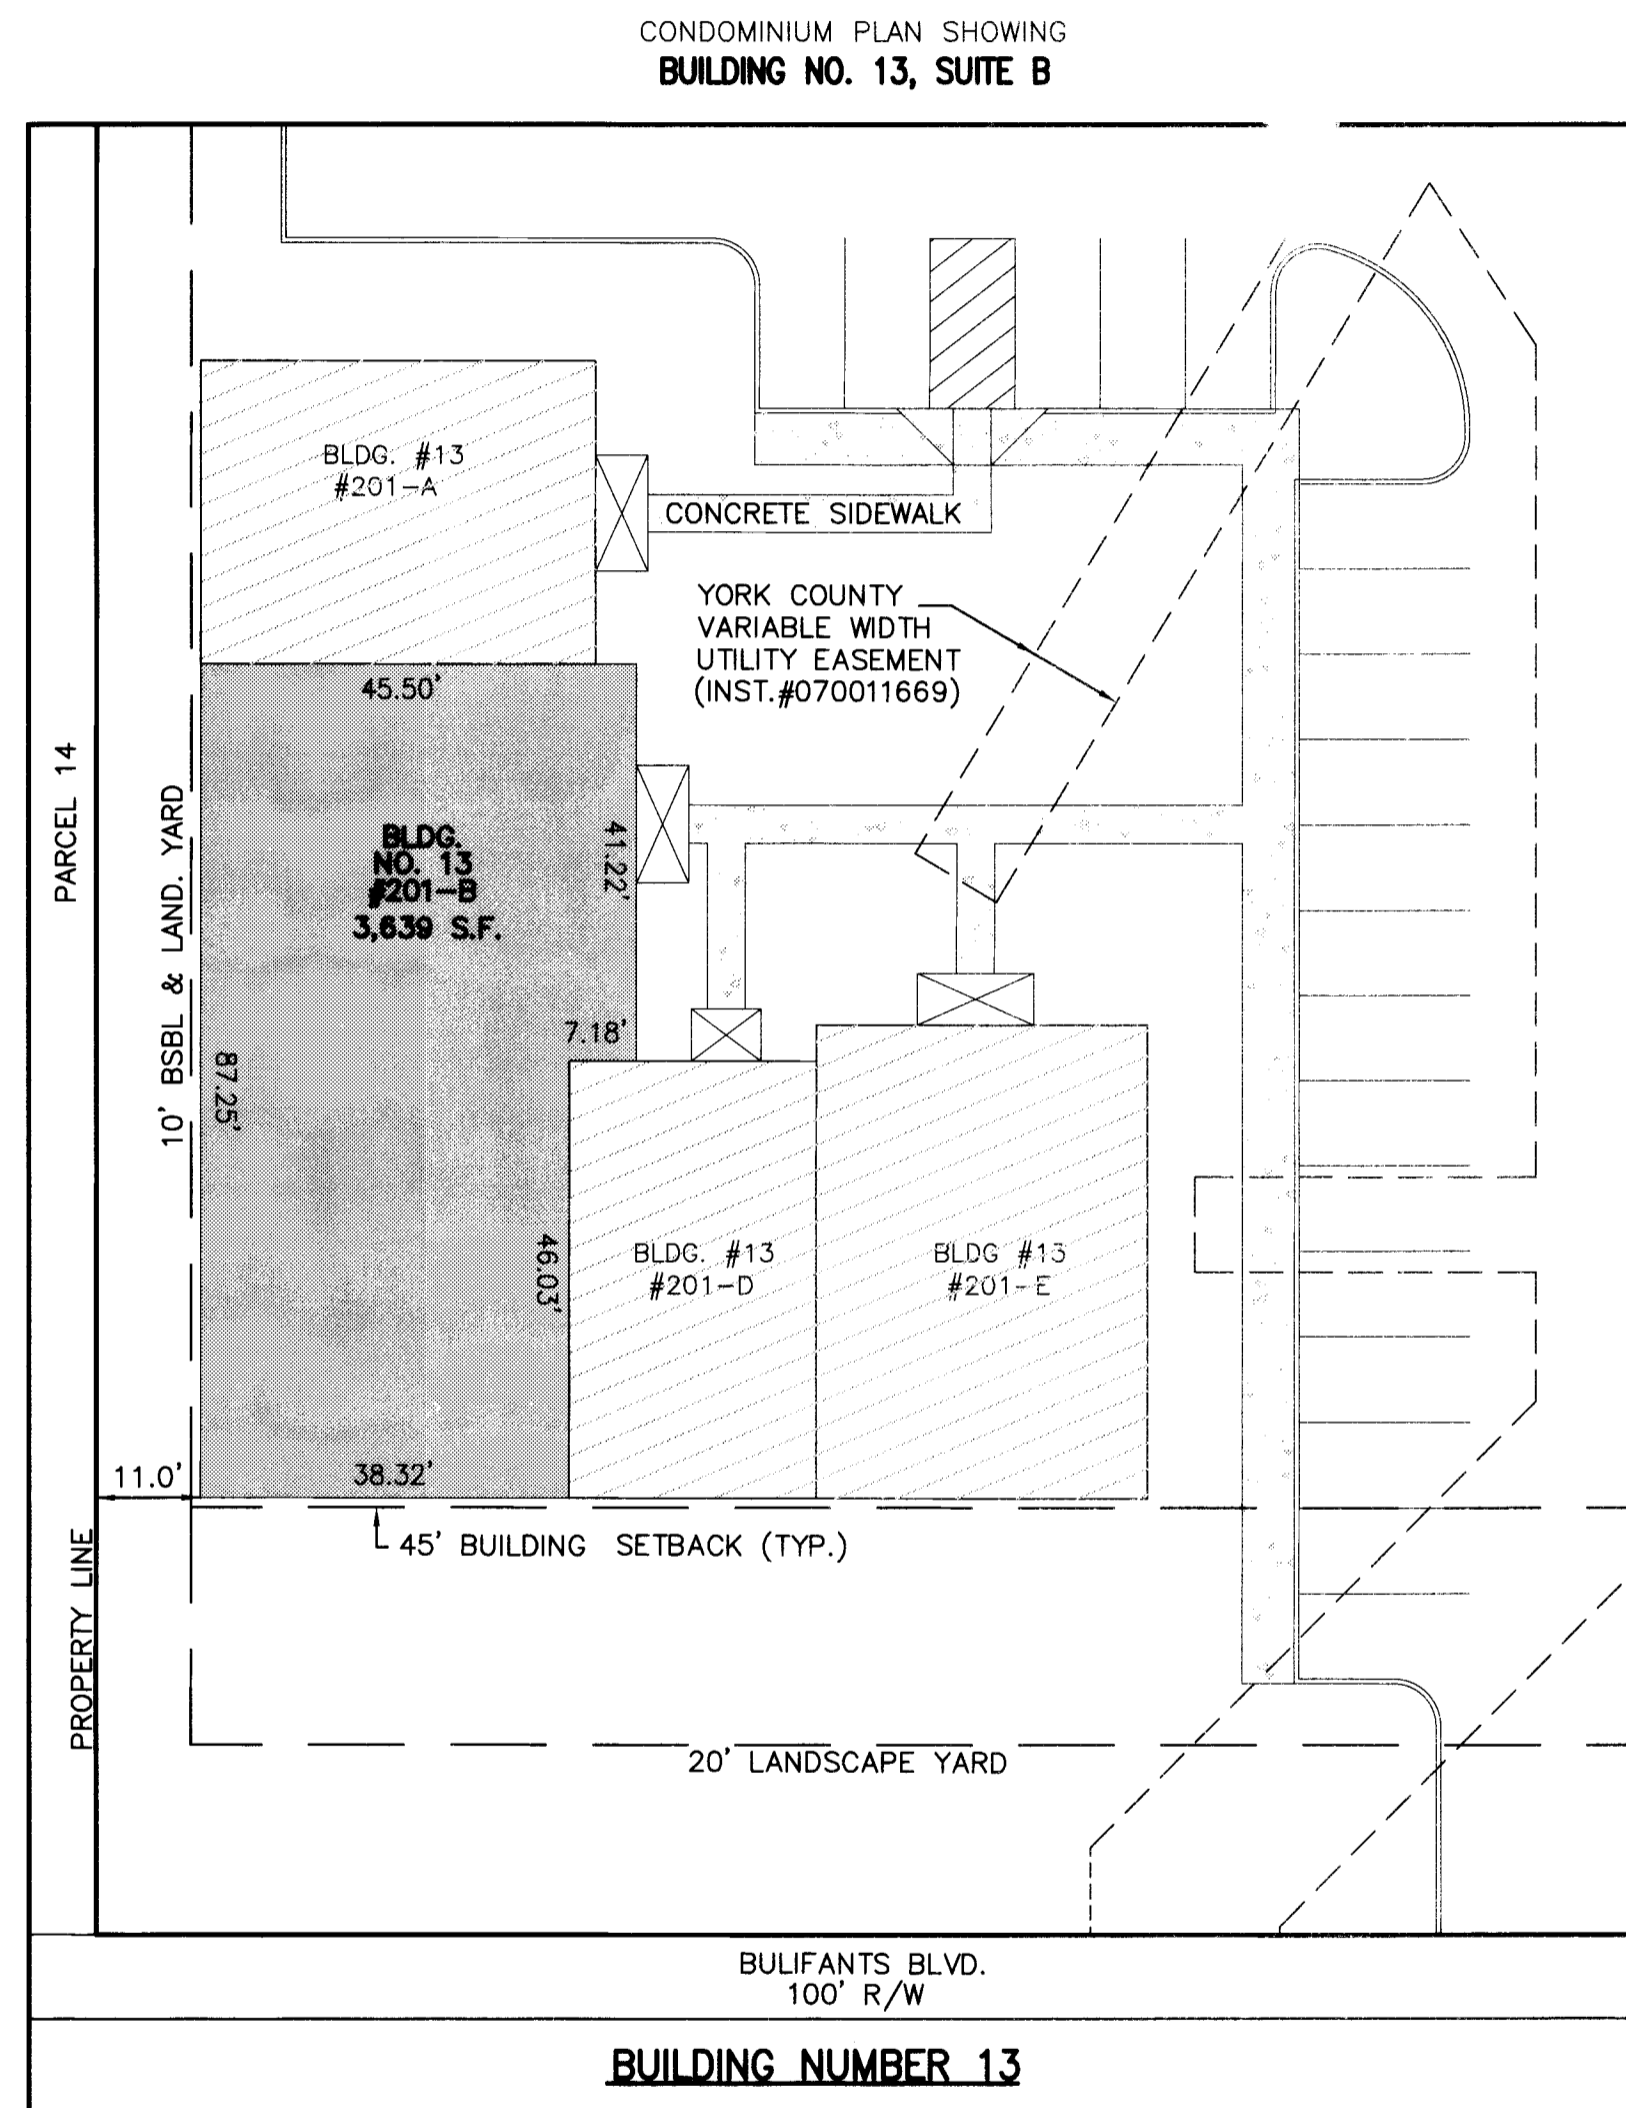 CONDOMINIUM PLAN SHOWING
BUILDING NO. 13, SUITE B
BLDG. #13
#201-A
CONCRETE SIDEWALK
YORK COUNTY
VARIABLE WIDTH
UTILITY EASEMENT
(INST.#070011669)
45.50'
PARCEL 14
10' BSBL & LAND. YARD
BLDG.
NO. 13
#201-B
3,639 S.F.
41.22'
7.18'
87.25'
46.03'
BLDG. #13
#201-D
BLDG #13
#201-E
11.0'
38.32'
45' BUILDING SETBACK (TYP.)
PROPERTY LINE
20' LANDSCAPE YARD
BULIFANTS BLVD.
100' R/W
BUILDING NUMBER 13